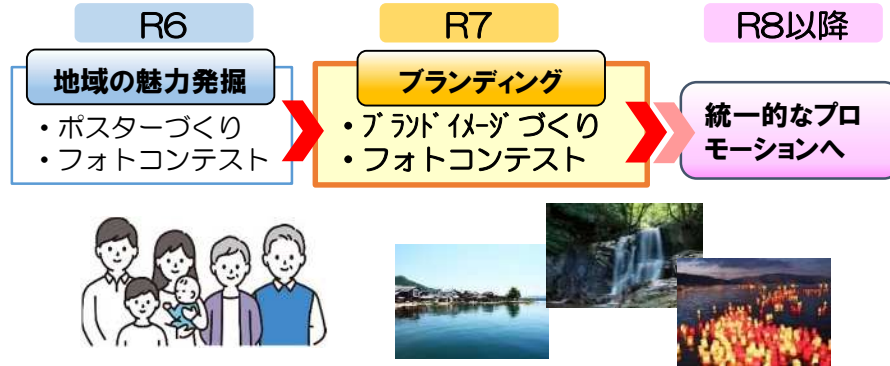 R6
地域の魅力発掘
・ポスターづくり
・フォトコンテスト
R7
ブランディング
・ブランドイメージづくり
・フォトコンテスト
R8以降
統一的なプロ
モーションへ